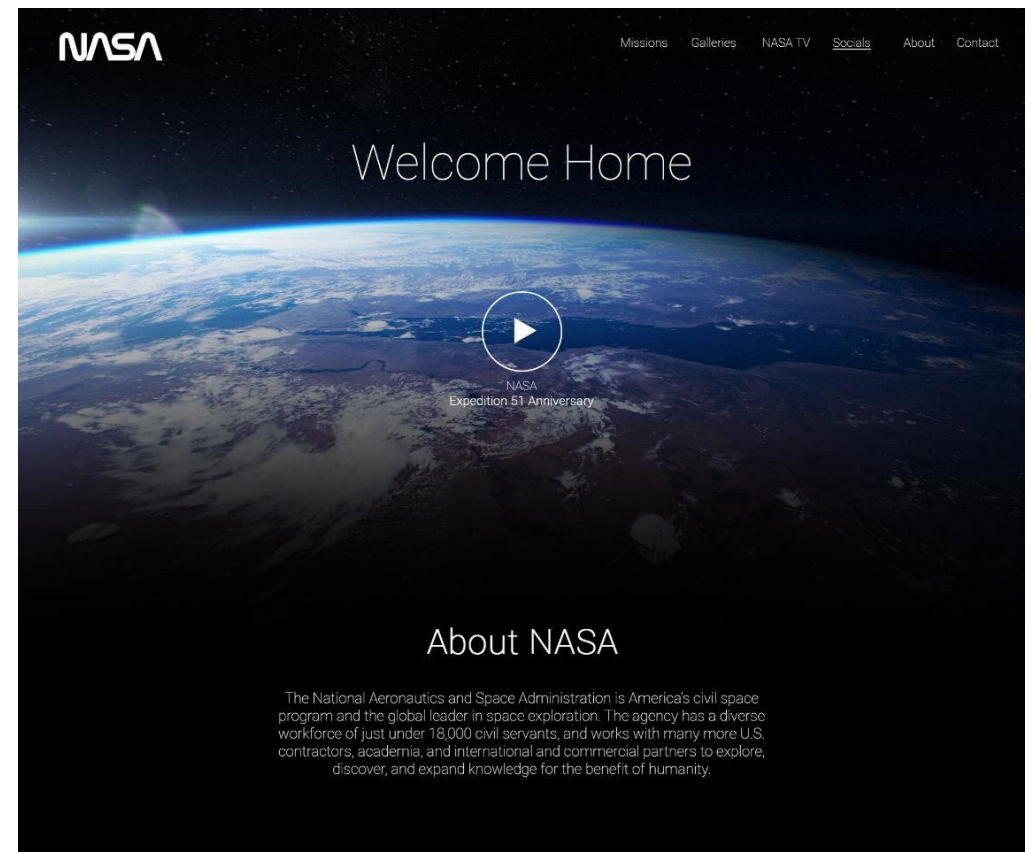 NASA
Missions Galleries NASA TV Socials About Contact
Welcome Home
NASA
Expedition 51 Anniversary
About NASA
The National Aeronautics and Space Administration is America's civil space
program and the global leader in space exploration. The agency has a diverse
workforce of just under 18,000 civil servants, and works with many more U.S.
contractors, academia, and international and commercial partners to explore,
discover, and expand knowledge for the benefit of humanity.